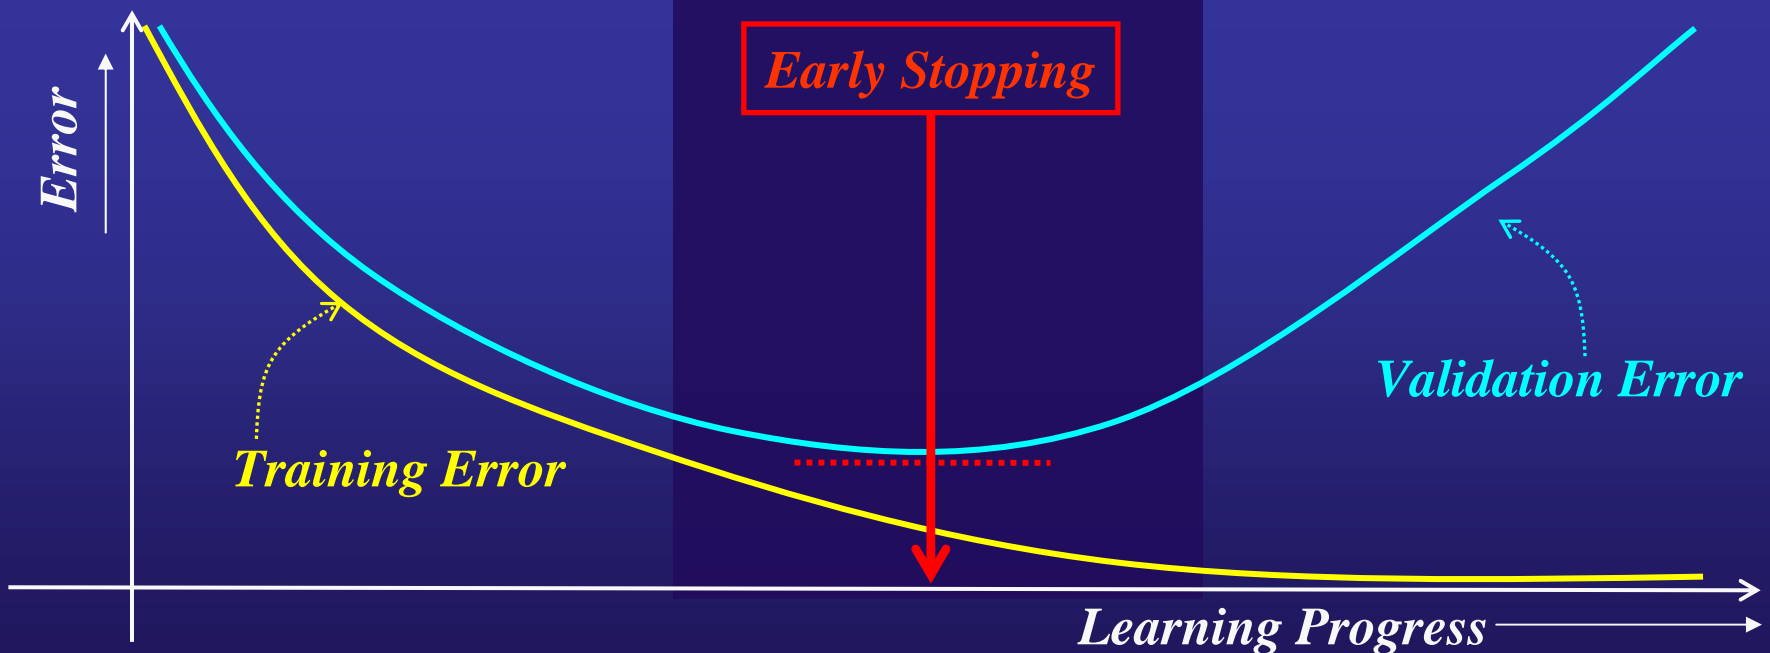 Early Stopping
Error
Validation Error
Training Error
Learning Progress